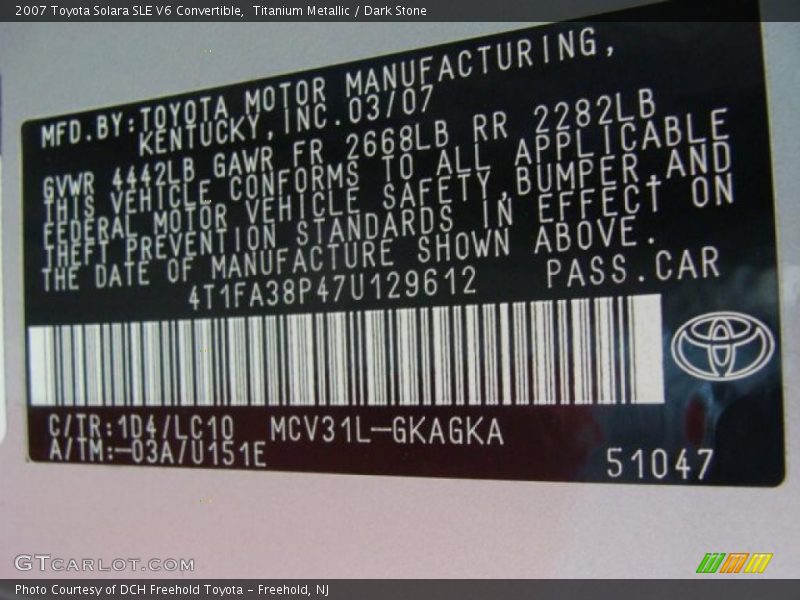 2007 Toyota Solara SLE V6 Convertible,  Titanium Metallic / Dark Stone
MFD.BY:TOYOTA MOTOR MANUFACTURING,
KENTUCKY,INC.03/07
GVWR 4442LB GAWR FR 2668LB RR 2282LB
THIS VEHICLE CONFORMS TO ALL APPLICABLE
FEDERAL MOTOR VEHICLE SAFETY,BUMPER,AND
THEFT PREVENTION STANDARDS IN EFFECT ON
THE DATE OF MANUFACTURE SHOWN ABOVE.
4T1FA38P47U129612 PASS.CAR
C/TR:1D4/LC10 MCV31L-GKAGKA
A/TM:-03A/U151E
51047
GTCARLOT.COM
Photo Courtesy of DCH Freehold Toyota - Freehold, NJ